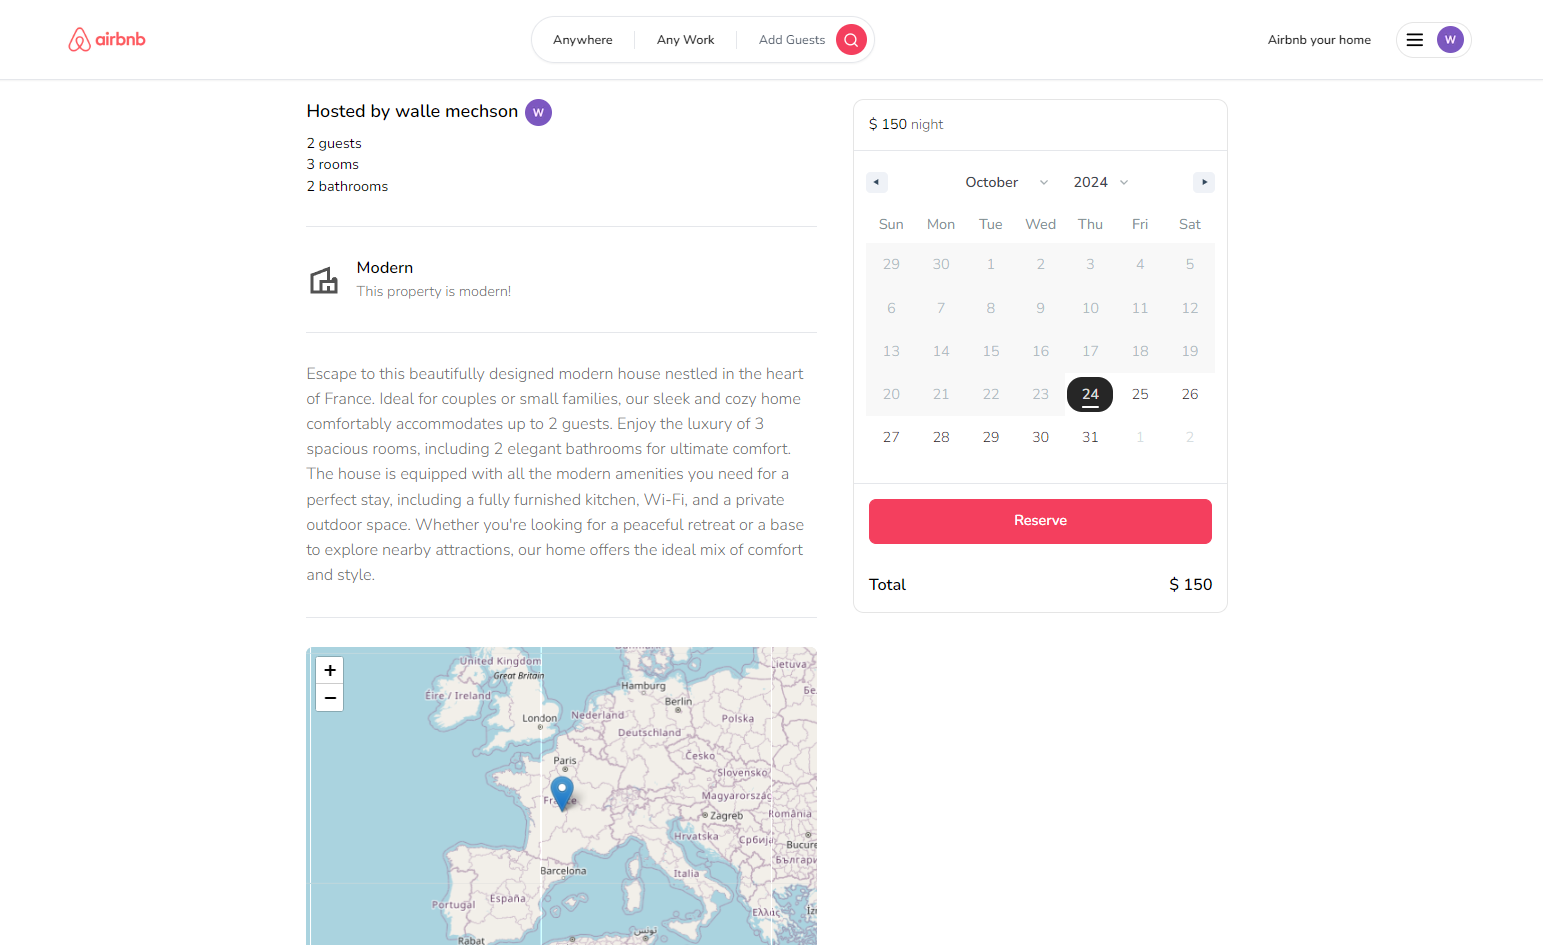 airbnb
Anywhere
Any Work
Add Guests
Airbnb your home
W
Hosted by walle mechson W
2 guests
3 rooms
2 bathrooms
Modern
This property is modern!
Escape to this beautifully designed modern house nestled in the heart
of France. Ideal for couples or small families, our sleek and cozy home
comfortably accommodates up to 2 guests. Enjoy the luxury of 3
spacious rooms, including 2 elegant bathrooms for ultimate comfort.
The house is equipped with all the modern amenities you need for a
perfect stay, including a fully furnished kitchen, Wi-Fi, and a private
outdoor space. Whether you're looking for a peaceful retreat or a base
to explore nearby attractions, our home offers the ideal mix of comfort
and style.
+
−
United Kingdom
Great Britain
Éire / Ireland
London
Hamburg
Berlin
Nederland
Polska
Deutschland
Lietuva
Paris
Česko
Slovensko
Magyarország
France
Zagreb
România
Hrvatska
Србија
Bucure
Българи
Barcelona
Italia
Portugal
España
Ελλάς
Rabat
تونس
$ 150 night
October 2024
Sun Mon Tue Wed Thu Fri Sat
29 30 1 2 3 4 5
6 7 8 9 10 11 12
13 14 15 16 17 18 19
20 21 22 23 24 25 26
27 28 29 30 31 1 2
Reserve
Total $ 150